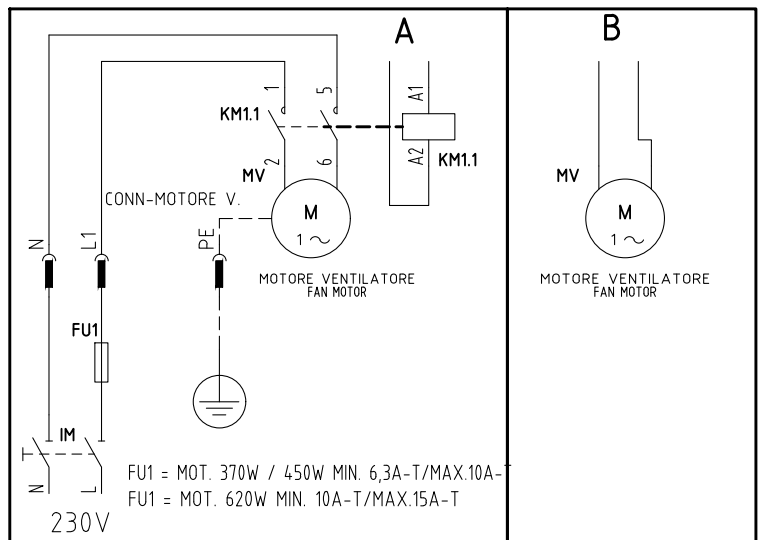 A
B
1
5
KM1.1
A1
A2
KM1.1
2
6
MV
MV
CONN-MOTORE V.
M
1 ~
M
1 ~
N
L1
PE
MOTORE VENTILATORE
FAN MOTOR
MOTORE VENTILATORE
FAN MOTOR
FU1
IM
FU1 = MOT. 370W / 450W MIN. 6,3A-T/MAX.10A-T
N
L
FU1 = MOT. 620W MIN. 10A-T/MAX.15A-T
230V